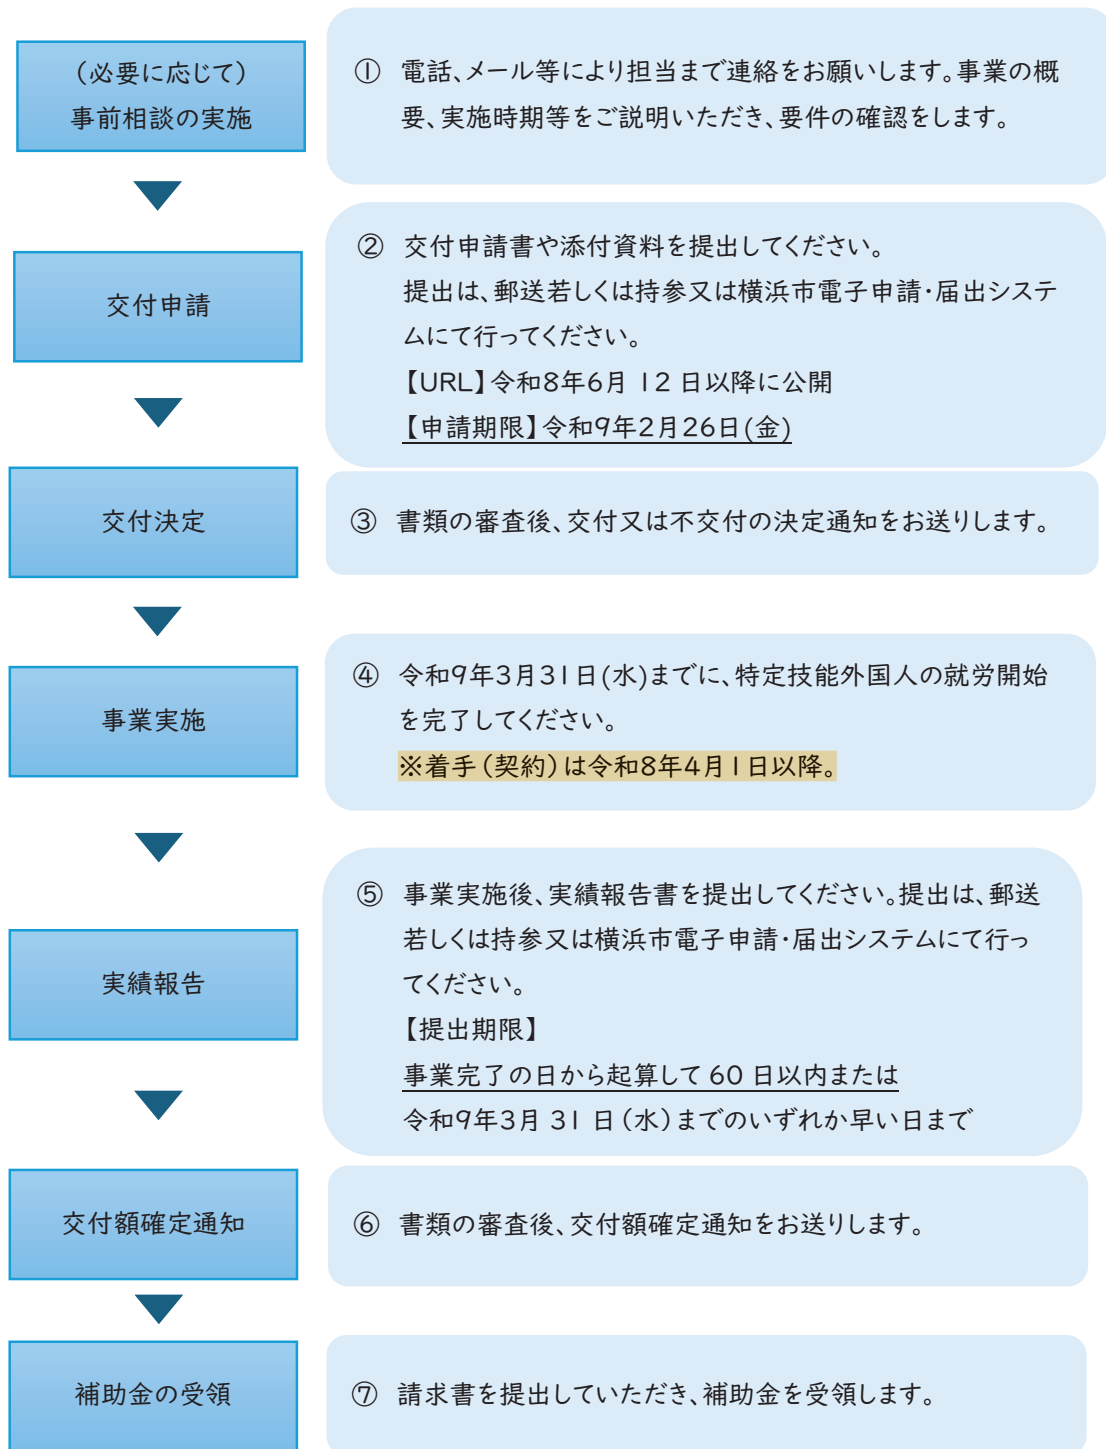 (必要に応じて)
事前相談の実施
① 電話、メール等により担当まで連絡をお願いします。事業の概
要、実施時期等をご説明いただき、要件の確認をします。
交付申請
② 交付申請書や添付資料を提出してください。
提出は、郵送若しくは持参又は横浜市電子申請・届出システ
ムにて行ってください。
【URL】令和8年6月 12 日以降に公開
【申請期限】令和9年2月26日(金)
交付決定
③ 書類の審査後、交付又は不交付の決定通知をお送りします。
事業実施
④ 令和9年3月31日(水)までに、特定技能外国人の就労開始
を完了してください。
※着手(契約)は令和8年4月1日以降。
実績報告
⑤ 事業実施後、実績報告書を提出してください。提出は、郵送
若しくは持参又は横浜市電子申請・届出システムにて行っ
てください。
【提出期限】
事業完了の日から起算して 60 日以内または
令和9年3月 31 日(水)までのいずれか早い日まで
交付額確定通知
⑥ 書類の審査後、交付額確定通知をお送りします。
補助金の受領
⑦ 請求書を提出していただき、補助金を受領します。